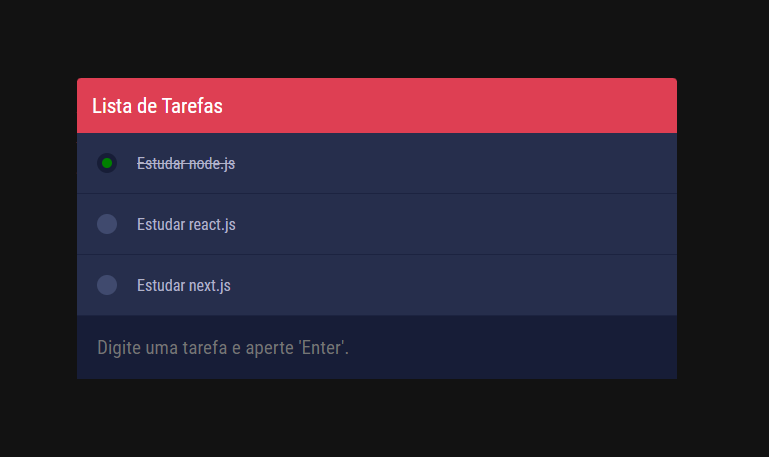 Lista de Tarefas
Estudar node.js
Estudar react.js
Estudar next.js
Digite uma tarefa e aperte 'Enter'.